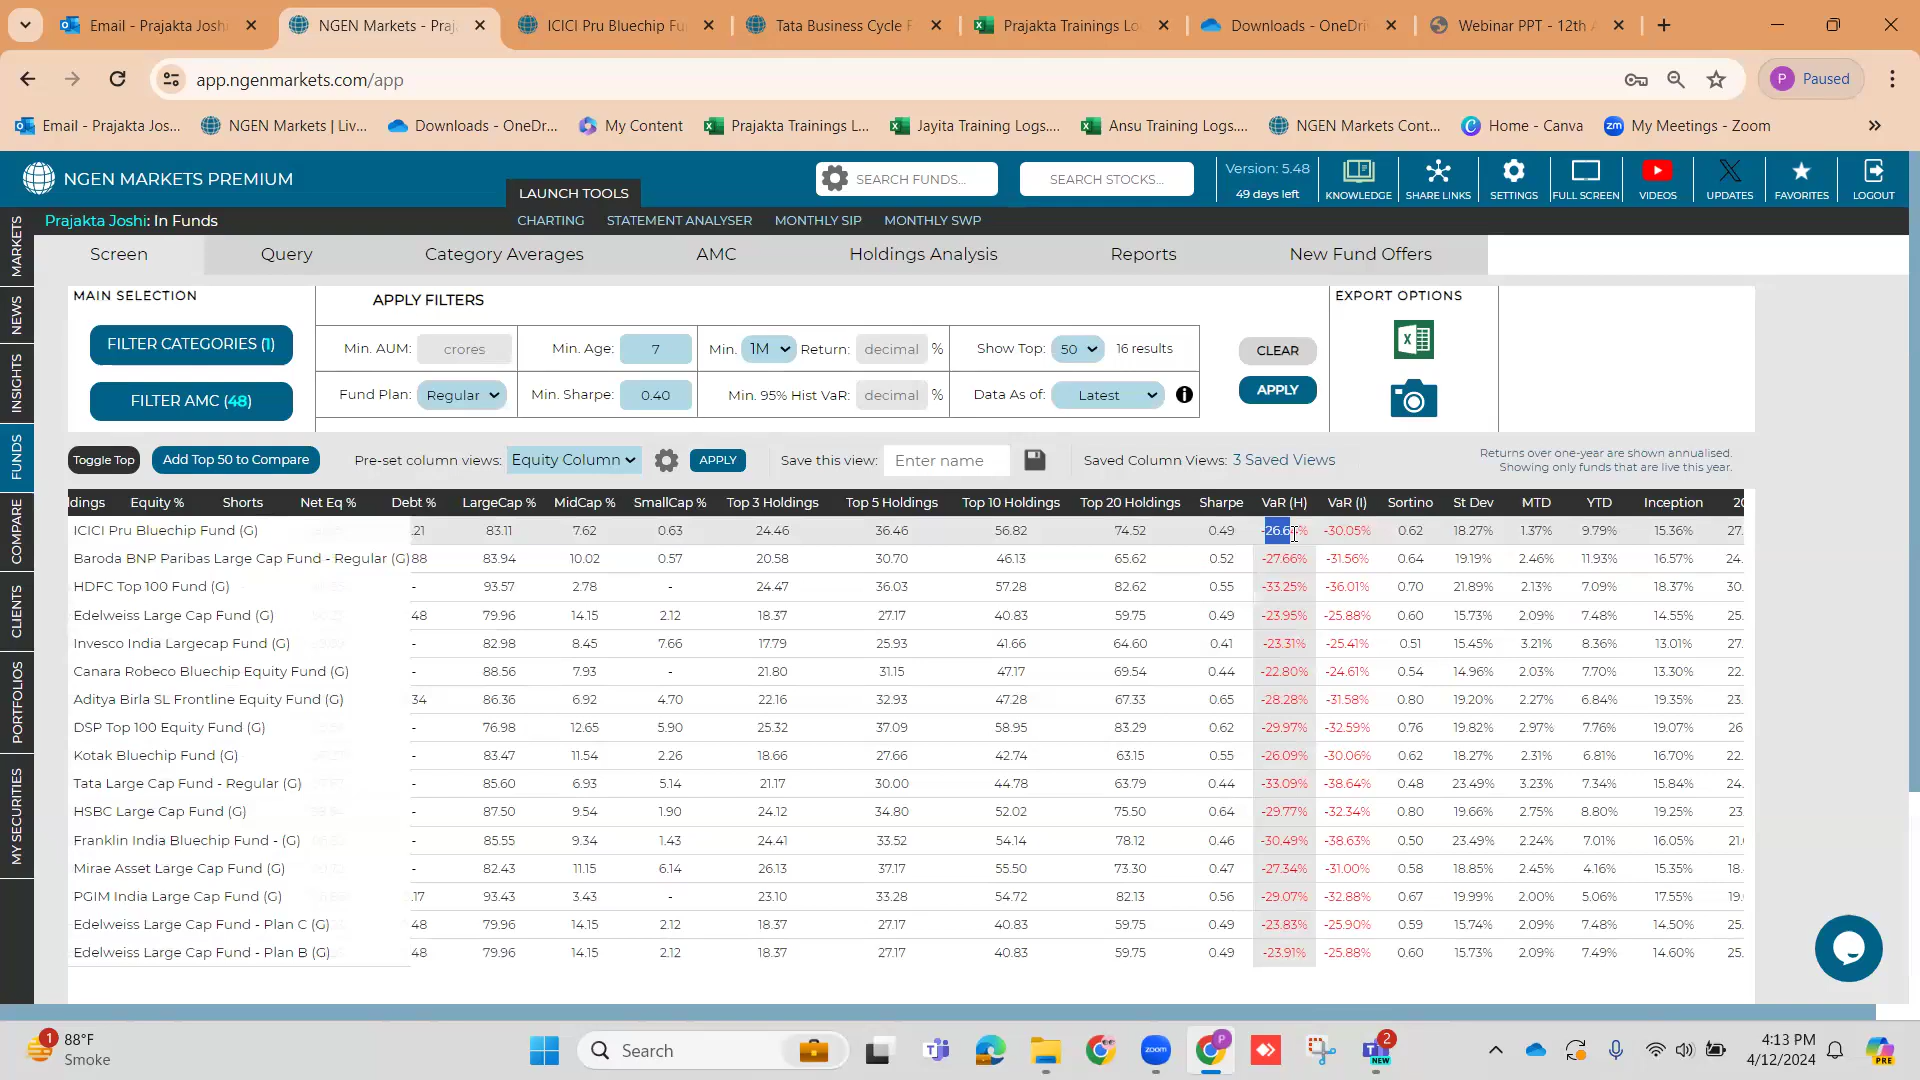 Email - Prajakta Joshi
NGEN Markets - Praj
ICICI Pru Bluechip Fu
Tata Business Cycle F
Prajakta Trainings Lo
Downloads - OneDri
Webinar PPT - 12th A
app.ngenmarkets.com/app
P Paused
Email - Prajakta Jos...
NGEN Markets | Liv...
Downloads - OneDr...
My Content
Prajakta Trainings L...
Jayita Training Logs....
Ansu Training Logs....
NGEN Markets Cont...
Home - Canva
zm My Meetings - Zoom
NGEN MARKETS PREMIUM
LAUNCH TOOLS
SEARCH FUNDS...
SEARCH STOCKS...
Version: 5.48
49 days left
KNOWLEDGE
SHARE LINKS
SETTINGS
FULL SCREEN
VIDEOS
UPDATES
FAVORITES
LOGOUT
Prajakta Joshi: In Funds
CHARTING STATEMENT ANALYSER MONTHLY SIP MONTHLY SWP
MARKETS
NEWS
INSIGHTS
FUNDS
COMPARE
CLIENTS
PORTFOLIOS
MY SECURITIES
Screen Query Category Averages AMC Holdings Analysis Reports New Fund Offers
MAIN SELECTION
APPLY FILTERS
EXPORT OPTIONS
FILTER CATEGORIES (1)
FILTER AMC (48)
Min. AUM: crores Min. Age: 7 Min. 1M Return: decimal % Show Top: 50 16 results CLEAR
Fund Plan: Regular Min. Sharpe: 0.40 Min. 95% Hist VaR: decimal % Data As of: Latest APPLY
Toggle Top Add Top 50 to Compare Pre-set column views: Equity Column APPLY Save this view: Enter name Saved Column Views: 3 Saved Views
Returns over one-year are shown annualised.
Showing only funds that are live this year.
ldings Equity % Shorts Net Eq % Debt % LargeCap % MidCap % SmallCap % Top 3 Holdings Top 5 Holdings Top 10 Holdings Top 20 Holdings Sharpe VaR (H) VaR (I) Sortino St Dev MTD YTD Inception 20
ICICI Pru Bluechip Fund (G) .21 83.11 7.62 0.63 24.46 36.46 56.82 74.52 0.49 -26.6 % -30.05% 0.62 18.27% 1.37% 9.79% 15.36% 27.
Baroda BNP Paribas Large Cap Fund - Regular (G) 88 83.94 10.02 0.57 20.58 30.70 46.13 65.62 0.52 -27.66% -31.56% 0.64 19.19% 2.46% 11.93% 16.57% 24.
HDFC Top 100 Fund (G) - 93.57 2.78 - 24.47 36.03 57.28 82.62 0.55 -33.25% -36.01% 0.70 21.89% 2.13% 7.09% 18.37% 30.
Edelweiss Large Cap Fund (G) 48 79.96 14.15 2.12 18.37 27.17 40.83 59.75 0.49 -23.95% -25.88% 0.60 15.73% 2.09% 7.48% 14.55% 25.
Invesco India Largecap Fund (G) - 82.98 8.45 7.66 17.79 25.93 41.66 64.60 0.41 -23.31% -25.41% 0.51 15.45% 3.21% 8.36% 13.01% 27.
Canara Robeco Bluechip Equity Fund (G) - 88.56 7.93 - 21.80 31.15 47.17 69.54 0.44 -22.80% -24.61% 0.54 14.96% 2.03% 7.70% 13.30% 22.
Aditya Birla SL Frontline Equity Fund (G) 34 86.36 6.92 4.70 22.16 32.93 47.28 67.33 0.65 -28.28% -31.58% 0.80 19.20% 2.27% 6.84% 19.35% 23.
DSP Top 100 Equity Fund (G) - 76.98 12.65 5.90 25.32 37.09 58.95 83.29 0.62 -29.97% -32.59% 0.76 19.82% 2.97% 7.76% 19.07% 26
Kotak Bluechip Fund (G) - 83.47 11.54 2.26 18.66 27.66 42.74 63.15 0.55 -26.09% -30.06% 0.62 18.27% 2.31% 6.81% 16.70% 22.
Tata Large Cap Fund - Regular (G) - 85.60 6.93 5.14 21.17 30.00 44.78 63.79 0.44 -33.09% -38.64% 0.48 23.49% 3.23% 7.34% 15.84% 24.
HSBC Large Cap Fund (G) - 87.50 9.54 1.90 24.12 34.80 52.02 75.50 0.64 -29.77% -32.34% 0.80 19.66% 2.75% 8.80% 19.25% 23.
Franklin India Bluechip Fund - (G) - 85.55 9.34 1.43 24.41 33.52 54.14 78.12 0.46 -30.49% -38.63% 0.50 23.49% 2.24% 7.01% 16.05% 21.
Mirae Asset Large Cap Fund (G) - 82.43 11.15 6.14 26.13 37.17 55.50 73.30 0.47 -27.34% -31.00% 0.58 18.85% 2.45% 4.16% 15.35% 18.
PGIM India Large Cap Fund (G) .17 93.43 3.43 - 23.10 33.28 54.72 82.13 0.56 -29.07% -32.88% 0.67 19.99% 2.00% 5.06% 17.55% 19.
Edelweiss Large Cap Fund - Plan C (G) 48 79.96 14.15 2.12 18.37 27.17 40.83 59.75 0.49 -23.83% -25.90% 0.59 15.74% 2.09% 7.48% 14.50% 25.
Edelweiss Large Cap Fund - Plan B (G) 48 79.96 14.15 2.12 18.37 27.17 40.83 59.75 0.49 -23.91% -25.88% 0.60 15.73% 2.09% 7.49% 14.60% 25.
1
88°F
Smoke
Search
zoom
2
NEW
4:13 PM
4/12/2024
PRE